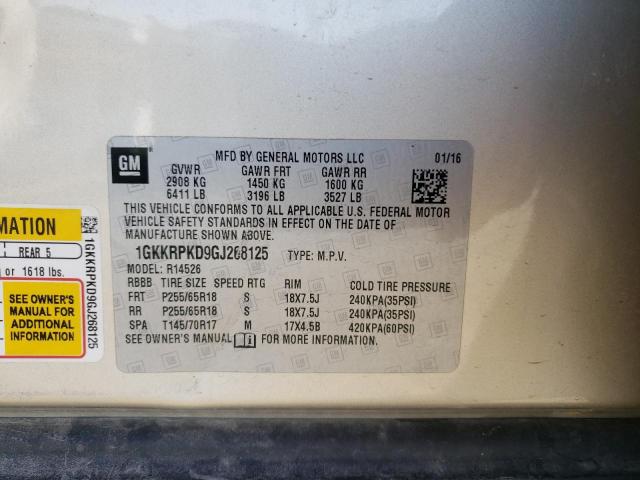 GM
MFD BY GENERAL MOTORS LLC 01/16
GVWR GAWR FRT GAWR RR
2908 KG 1450 KG 1600 KG
6411 LB 3196 LB 3527 LB
THIS VEHICLE CONFORMS TO ALL APPLICABLE U.S. FEDERAL MOTOR
VEHICLE SAFETY STANDARDS IN EFFECT ON THE DATE OF
MANUFACTURE SHOWN ABOVE.
1GKKRPKD9GJ268125 TYPE: M.P.V.
MODEL: R14526
RBBB TIRE SIZE SPEED RTG RIM COLD TIRE PRESSURE
FRT P255/65R18 S 18X7.5J 240KPA(35PSI)
RR P255/65R18 S 18X7.5J 240KPA(35PSI)
SPA T145/70R17 M 17X4.5B 420KPA(60PSI)
SEE OWNER'S MANUAL FOR MORE INFORMATION.
REAR 5
or 1618 lbs.
SEE OWNER'S
MANUAL FOR
ADDITIONAL
INFORMATION
1GKKRPKD9GJ268125